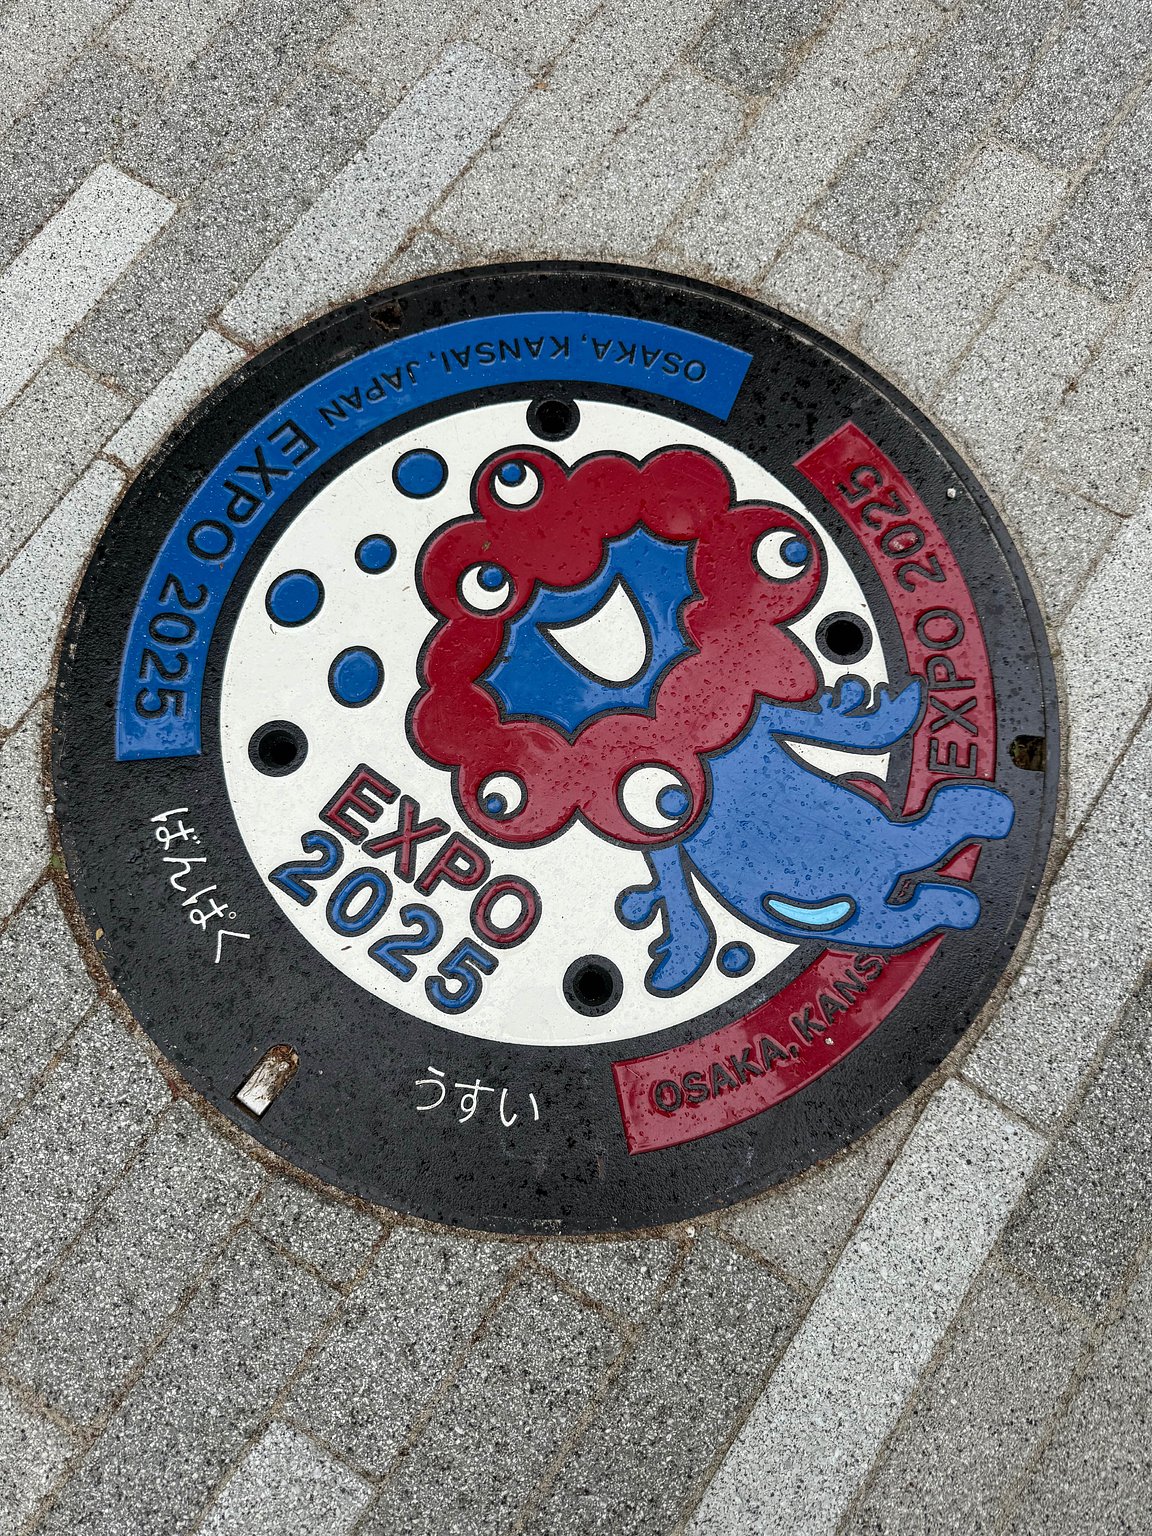 OSAKA, KANSAI, JAPAN EXPO 2025
EXPO
2025
ばんぱく
うすい
OSAKA, KANS
EXPO 2025